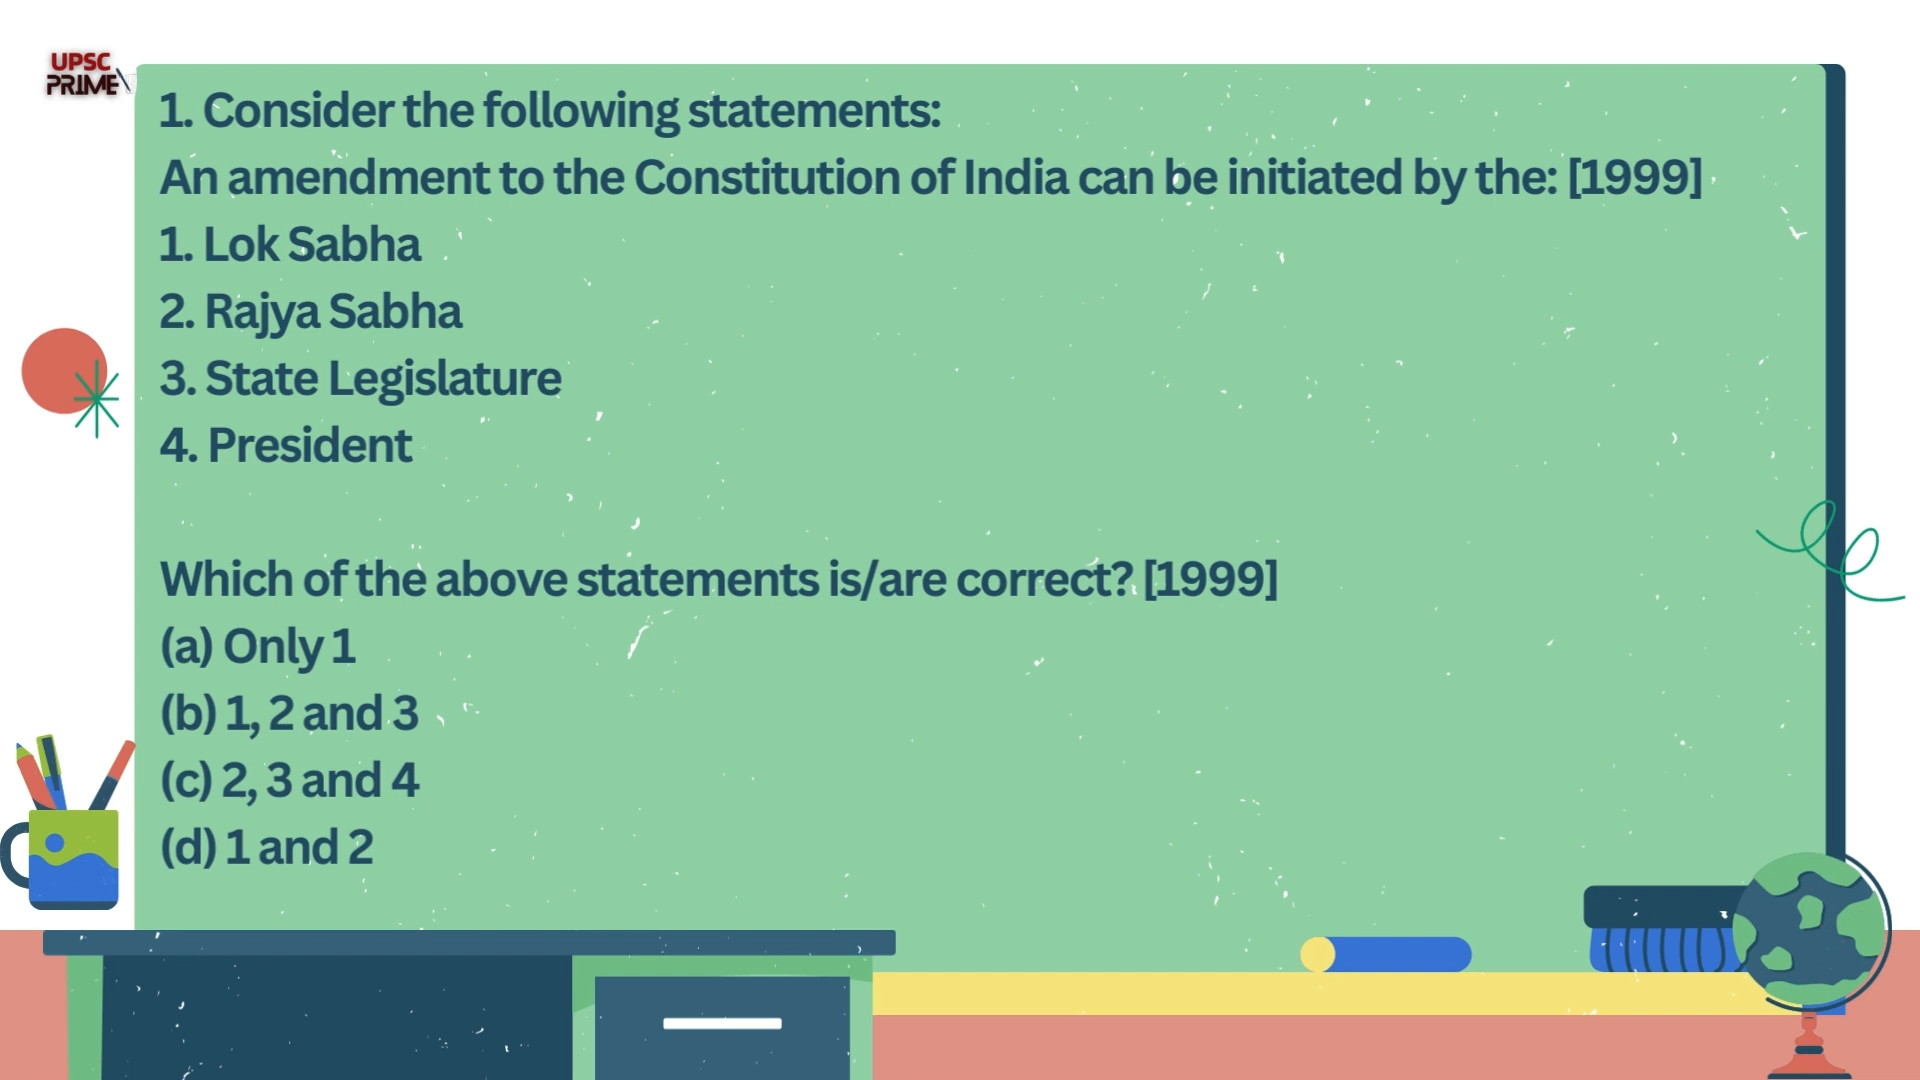 UPSC
PRIME
1. Consider the following statements:
An amendment to the Constitution of India can be initiated by the: [1999]
1. Lok Sabha
2. Rajya Sabha
3. State Legislature
4. President
Which of the above statements is/are correct? [1999]
(a) Only 1
(b) 1, 2 and 3
(c) 2, 3 and 4
(d) 1 and 2